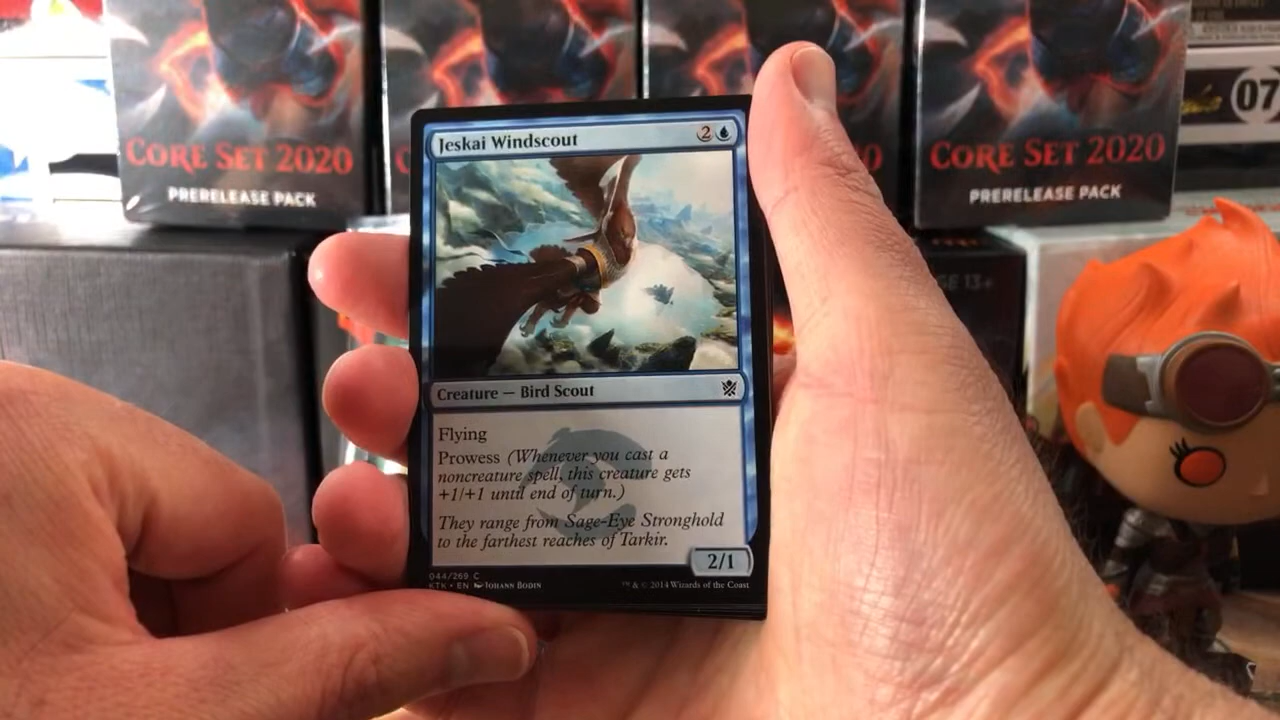 CORE SET 2020
PRERELEASE PACK
CORE SET 2020
PRERELEASE PACK
07
GE 13+
Jeskai Windscout
2
Creature — Bird Scout
Flying
Prowess (Whenever you cast a
noncreature spell, this creature gets
+1/+1 until end of turn.)
They range from Sage-Eye Stronghold
to the farthest reaches of Tarkir.
2/1
044/269 C
KTK • EN Johann Bodin
™ & © 2014 Wizards of the Coast